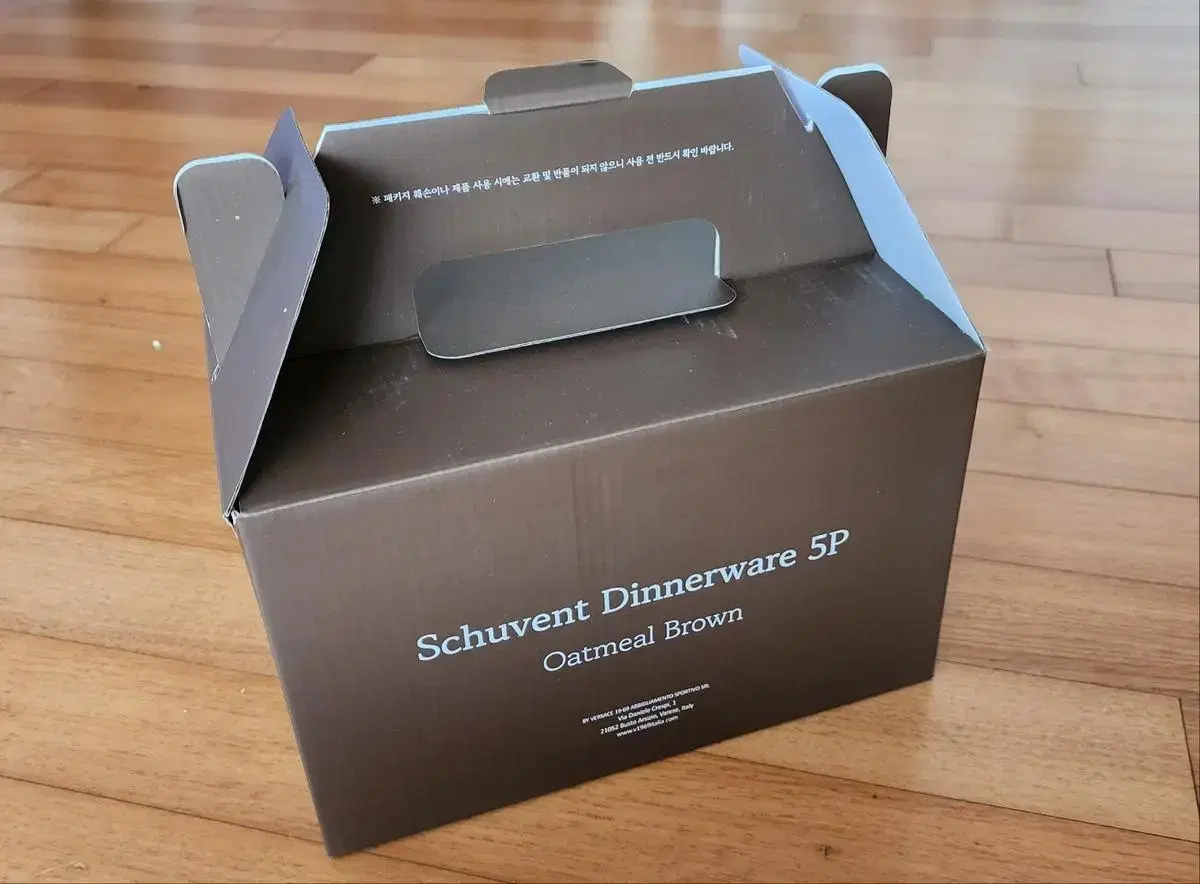 ※ 패키지 훼손이나 제품 사용 시에는 교환 및 반품이 되지 않으니 사용 전 반드시 확인 바랍니다.
Schuvent Dinnerware 5P
Oatmeal Brown
BY VERSACE 19·69 ABBIGLIAMENTO SPORTIVO SRL
Via Daniele Crespi, 1
21052 Busto Arsizio, Varese, Italy
www.v1969italia.com